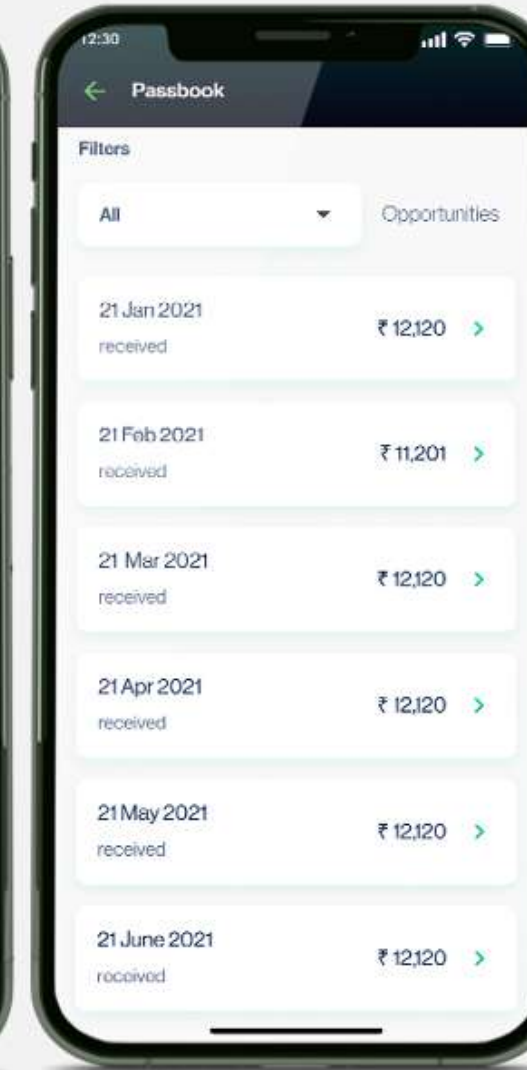 12:30
Passbook
Filters
All
Opportunities
21 Jan 2021
₹ 12,120
received
21 Feb 2021
₹ 11,201
received
21 Mar 2021
₹ 12,120
received
21 Apr 2021
₹ 12,120
received
21 May 2021
₹ 12,120
received
21 June 2021
₹ 12,120
received